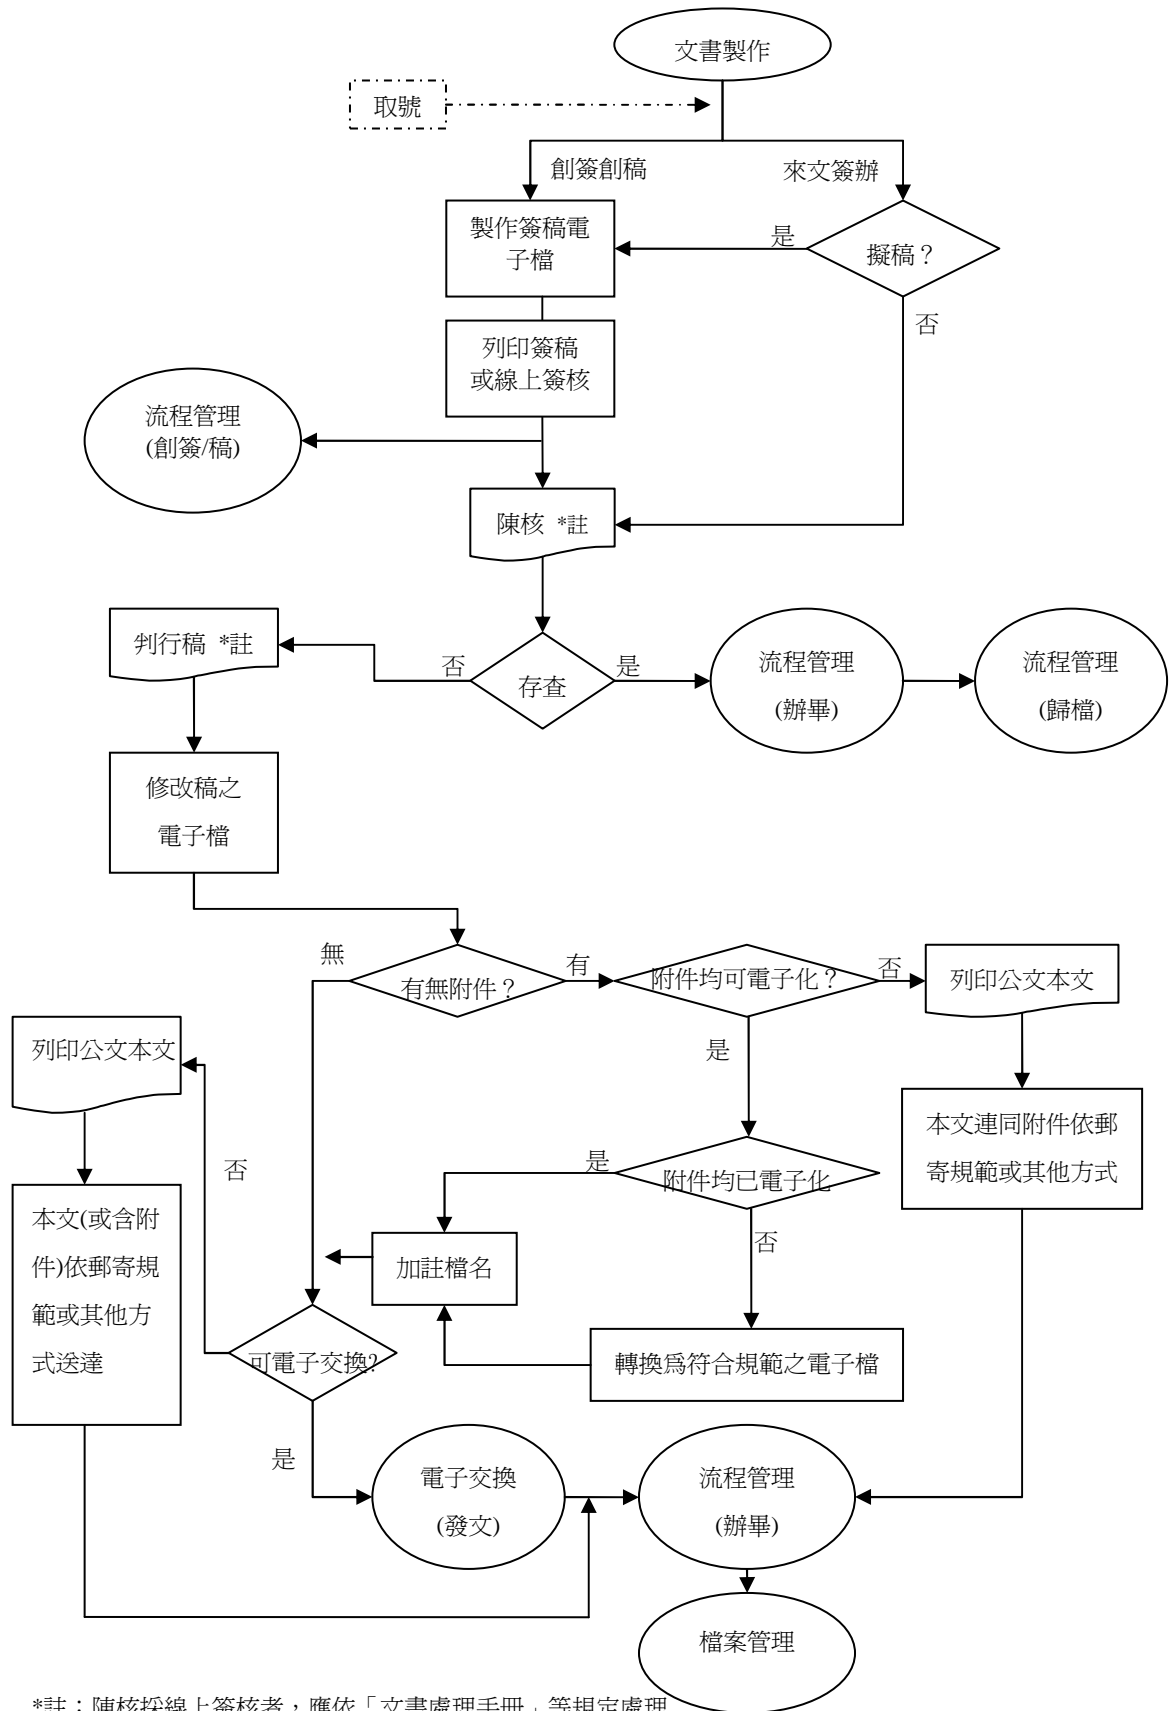 文書製作
取號
創簽創稿
來文簽辦
製作簽稿電
子檔
是
擬稿？
否
列印簽稿
或線上簽核
流程管理
(創簽/稿)
陳核 *註
判行稿 *註
否
存查
是
流程管理
(辦畢)
流程管理
(歸檔)
修改稿之
電子檔
無
有無附件？
有
附件均可電子化？
否
列印公文本文
列印公文本文
是
本文連同附件依郵
寄規範或其他方式
否
是
附件均已電子化
本文(或含附
件)依郵寄規
範或其他方
式送達
否
加註檔名
可電子交換?
轉換為符合規範之電子檔
是
電子交換
(發文)
流程管理
(辦畢)
檔案管理
*註：陳核採線上簽核者，應依「文書處理手冊」等規定處理